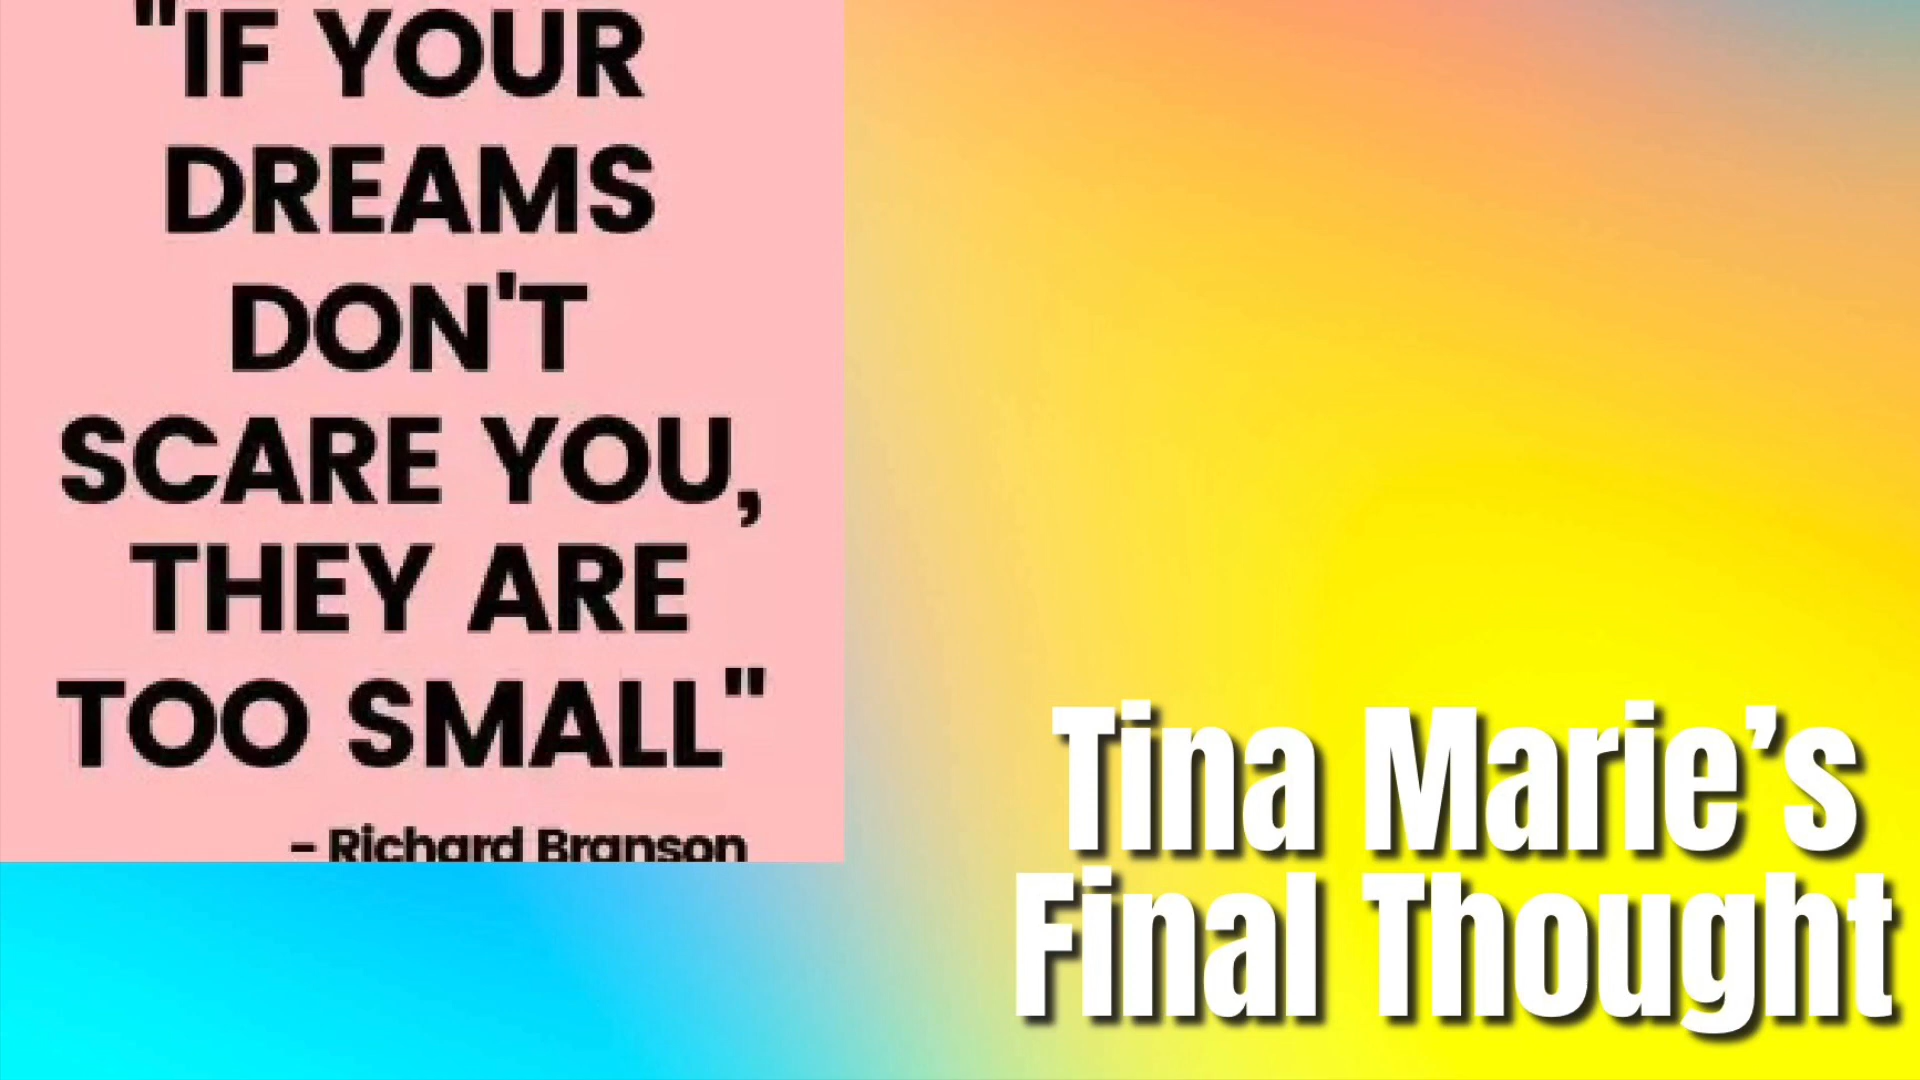 "IF YOUR
DREAMS
DON'T
SCARE YOU,
THEY ARE
TOO SMALL"
- Richard Branson
Tina Marie’s
Final Thought